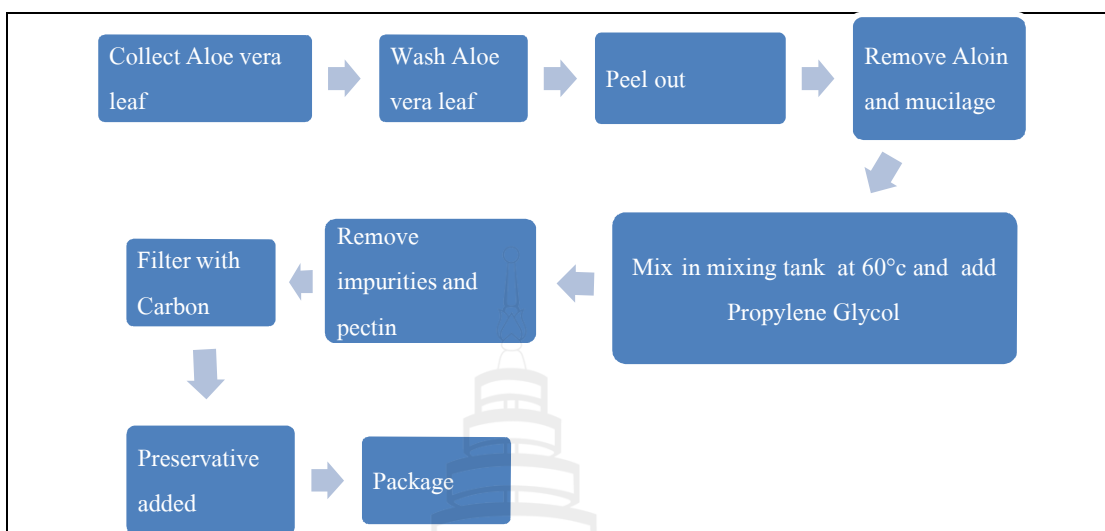 Collect Aloe vera
leaf
Wash Aloe
vera leaf
Peel out
Remove Aloin
and mucilage
Mix in mixing tank at 60°c and add
Propylene Glycol
Remove
impurities and
pectin
Filter with
Carbon
Preservative
added
Package